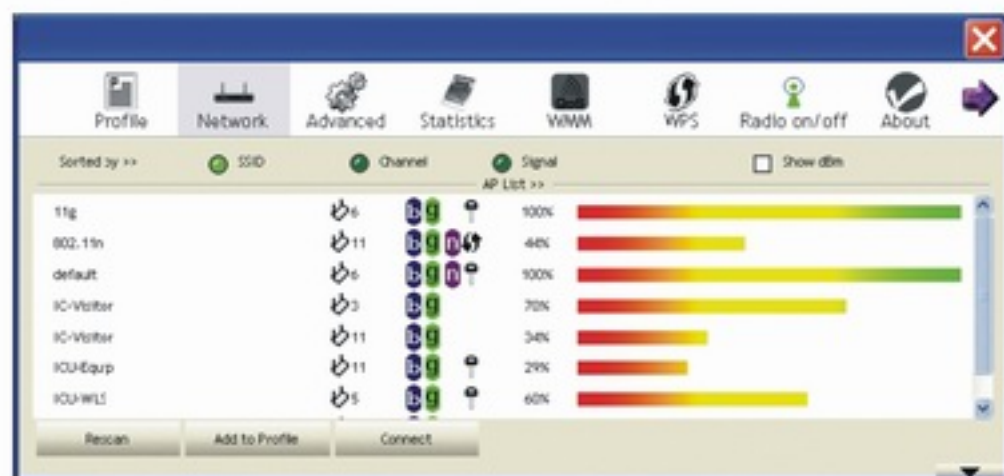 Profile Network Advanced Statistics WMM WPS Radio on/off About
Sorted by >> SSID Channel Signal Show dBm
AP List >>
11g 6 b g 100%
802.11n 11 b g n 44%
default 6 b g n 100%
IC-Visitor 3 b g 70%
IC-Visitor 11 b g 34%
ICU-Equip 11 b g 29%
ICU-WLS 5 b g 60%
Rescan Add to Profile Connect